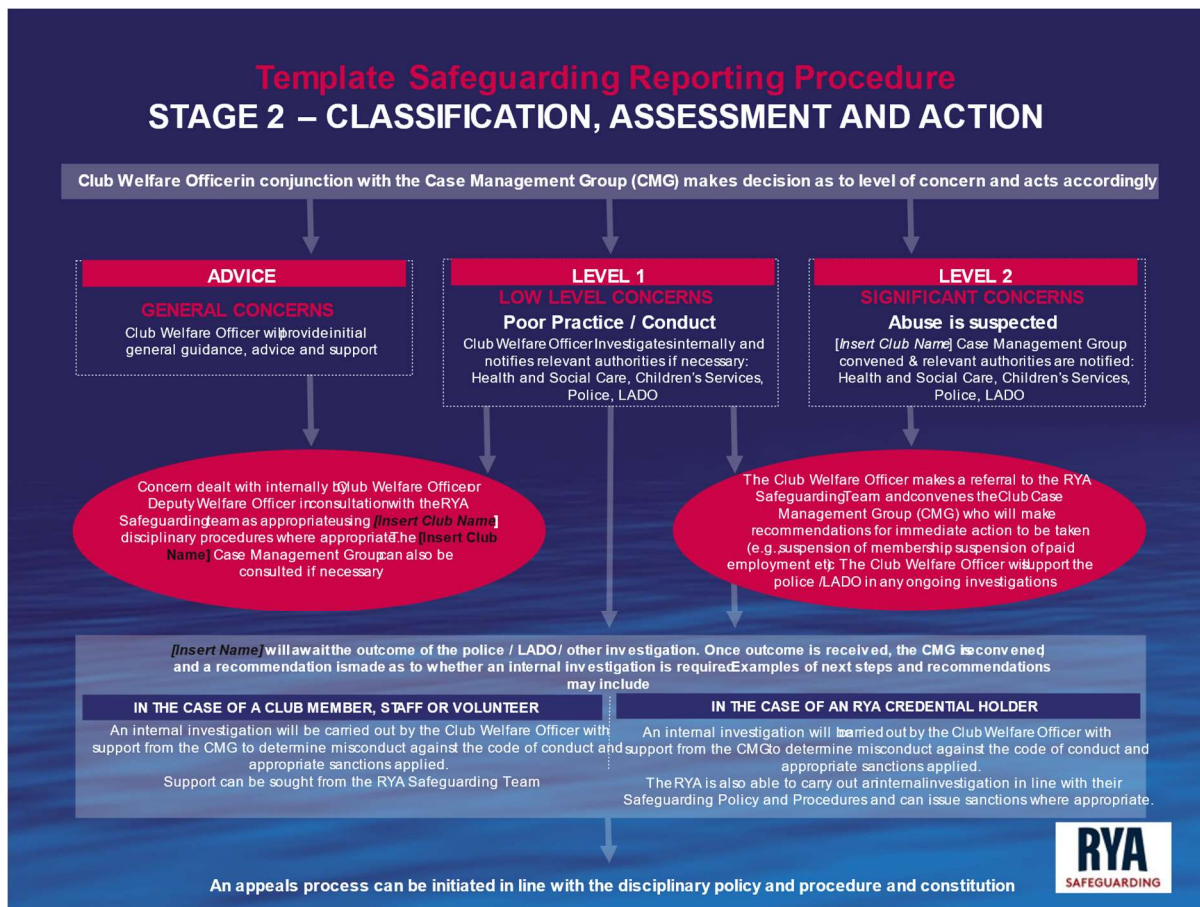 Template Safeguarding Reporting Procedure
STAGE 2 – CLASSIFICATION, ASSESSMENT AND ACTION
Club Welfare Officerin conjunction with the Case Management Group (CMG) makes decision as to level of concern and acts accordingly
ADVICE
GENERAL CONCERNS
Club Welfare Officer will provide initial
general guidance, advice and support
LEVEL 1
LOW LEVEL CONCERNS
Poor Practice / Conduct
Club Welfare Officer Investigates internally and
notifies relevant authorities if necessary:
Health and Social Care, Children's Services,
Police, LADO
LEVEL 2
SIGNIFICANT CONCERNS
Abuse is suspected
[Insert Club Name] Case Management Group
convened & relevant authorities are notified:
Health and Social Care, Children's Services,
Police, LADO
Concern dealt with internally by Club Welfare Officer or
Deputy Welfare Officer in consultation with the RYA
Safeguarding team as appropriate using [Insert Club Name]
disciplinary procedures where appropriate. The [Insert Club
Name] Case Management Group can also be
consulted if necessary
The Club Welfare Officer makes a referral to the RYA
Safeguarding Team and convenes the Club Case
Management Group (CMG) who will make
recommendations for immediate action to be taken
(e.g., suspension of membership suspension of paid
employment etc). The Club Welfare Officer will support the
police / LADO in any ongoing investigations
[Insert Name] will await the outcome of the police / LADO / other investigation. Once outcome is received, the CMG is reconvened,
and a recommendation is made as to whether an internal investigation is required. Examples of next steps and recommendations
may include
IN THE CASE OF A CLUB MEMBER, STAFF OR VOLUNTEER
An internal investigation will be carried out by the Club Welfare Officer with
support from the CMG to determine misconduct against the code of conduct and
appropriate sanctions applied.
Support can be sought from the RYA Safeguarding Team
IN THE CASE OF AN RYA CREDENTIAL HOLDER
An internal investigation will be carried out by the Club Welfare Officer with
support from the CMG to determine misconduct against the code of conduct and
appropriate sanctions applied.
The RYA is also able to carry out an internal investigation in line with their
Safeguarding Policy and Procedures and can issue sanctions where appropriate.
An appeals process can be initiated in line with the disciplinary policy and procedure and constitution
RYA
SAFEGUARDING